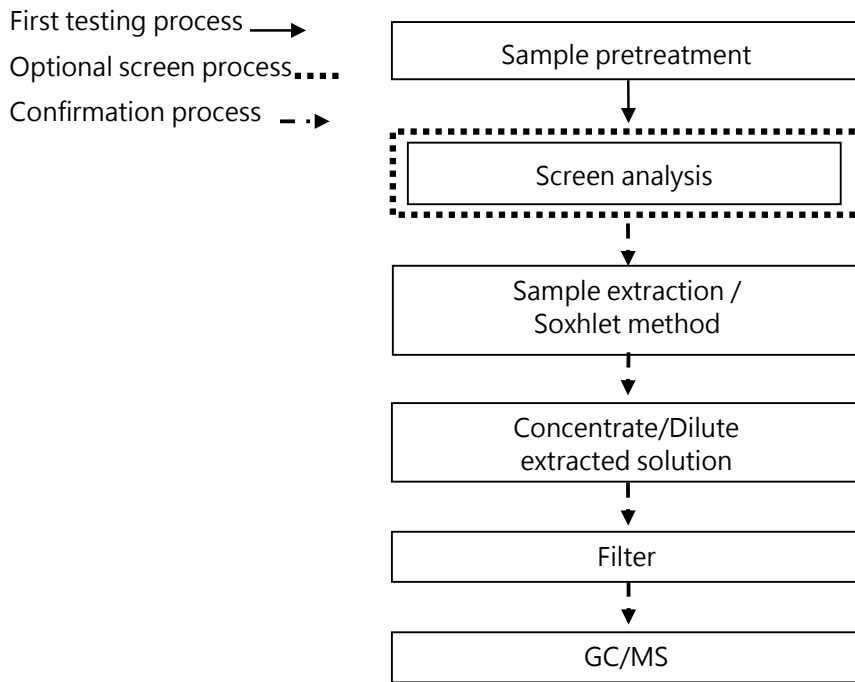 First testing process
Optional screen process
Confirmation process
Sample pretreatment
Screen analysis
Sample extraction /
Soxhlet method
Concentrate/Dilute
extracted solution
Filter
GC/MS